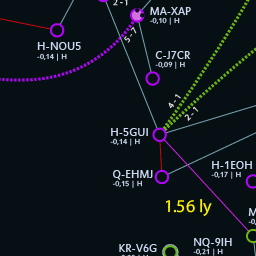 2-1
MA-XAP
-0,10 | H
5-7
H-NOU5
-0,14 | H
C-J7CR
-0,09 | H
4-1
2-1
H-5GUI
-0,14 | H
H-1EOH
-0,17 | H
Q-EHMJ
-0,15 | H
1.56 ly
M
KR-V6G
NQ-9IH
-0,21 | H